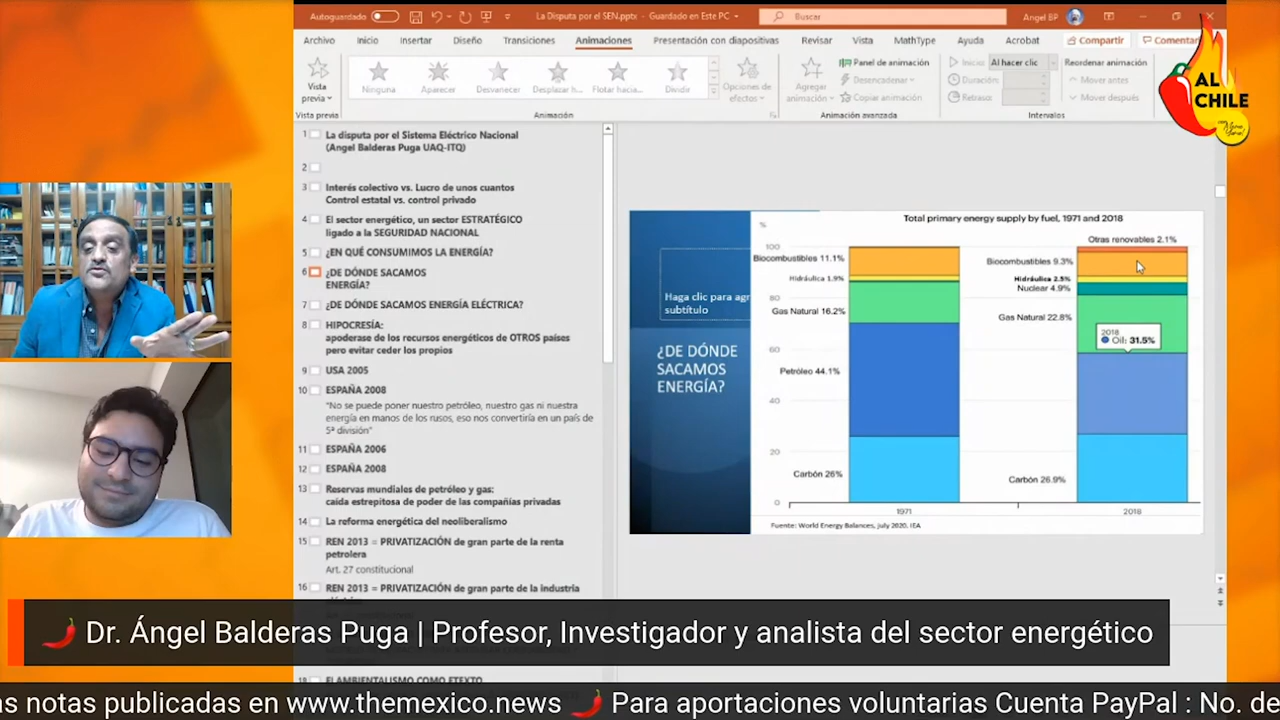 Autoguardado
La Disputa por el SEN.pptx - Guardado en Este PC
Buscar
Angel BP
Archivo Inicio Insertar Diseño Transiciones Animaciones Presentación con diapositivas Revisar Vista MathType Ayuda Acrobat Compartir Comentar
Vista previa
Ninguna Aparecer Desvanecer Desplazar h... Flotar hacia... Dividir
Opciones de efectos
Agregar animación
Panel de animación
Desencadenar
Copiar animación
Inicio: Al hacer clic
Duración:
Retraso:
Reordenar animación
Mover antes
Mover después
Vista previa Animación Animación avanzada Intervalos
AL
CHILE
1 La disputa por el Sistema Eléctrico Nacional
(Angel Balderas Puga UAQ-ITQ)
2
3 Interés colectivo vs. Lucro de unos cuantos
Control estatal vs. control privado
4 El sector energético, un sector ESTRATÉGICO
ligado a la SEGURIDAD NACIONAL
5 ¿EN QUÉ CONSUMIMOS LA ENERGÍA?
6 ¿DE DÓNDE SACAMOS
ENERGÍA?
7 ¿DE DÓNDE SACAMOS ENERGÍA ELÉCTRICA?
8 HIPOCRESÍA:
apoderase de los recursos energéticos de OTROS países
pero evitar ceder los propios
9 USA 2005
10 ESPAÑA 2008
"No se puede poner nuestro petróleo, nuestro gas ni nuestra
energía en manos de los rusos, eso nos convertiría en un país de
5ª división"
11 ESPAÑA 2006
12 ESPAÑA 2008
13 Reservas mundiales de petróleo y gas:
caída estrepitosa de poder de las compañías privadas
14 La reforma energética del neoliberalismo
15 REN 2013 = PRIVATIZACIÓN de gran parte de la renta
petrolera
Art. 27 constitucional
16 REN 2013 = PRIVATIZACIÓN de gran parte de la industria
Haga clic para agr
subtítulo
¿DE DÓNDE
SACAMOS
ENERGÍA?
Total primary energy supply by fuel, 1971 and 2018
%
100
80
60
40
20
0
Biocombustibles 11.1%
Hidráulica 1.9%
Gas Natural 16.2%
Petróleo 44.1%
Carbón 26%
Otras renovables 2.1%
Biocombustibles 9.3%
Hidráulica 2.5%
Nuclear 4.9%
Gas Natural 22.8%
2018
Oil: 31.5%
Carbón 26.9%
1971 2018
Fuente: World Energy Balances, july 2020. IEA
Dr. Ángel Balderas Puga | Profesor, Investigador y analista del sector energético
EL AMBIENTALISMO COMO PRETEXTO
as notas publicadas en www.themexico.news Para aportaciones voluntarias Cuenta PayPal : No. de